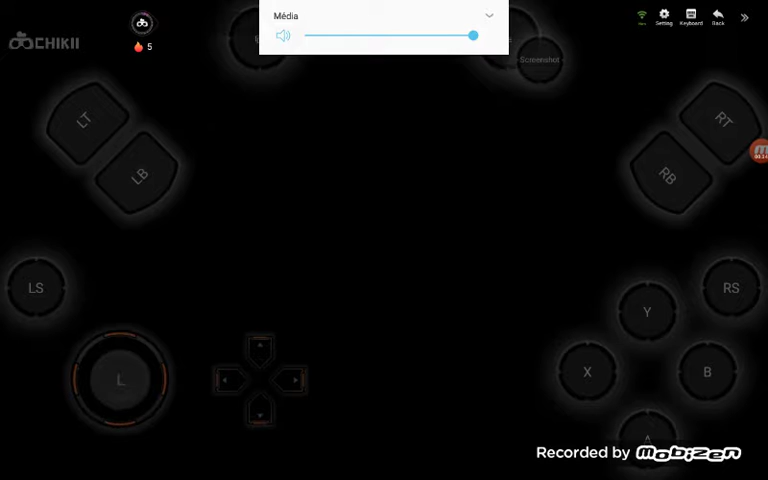 CHIKII
5
Média
Screenshot
Setting
Keyboard
Back
LT
LB
RT
RB
LS
RS
L
Y
X
B
A
Recorded by Mobizen